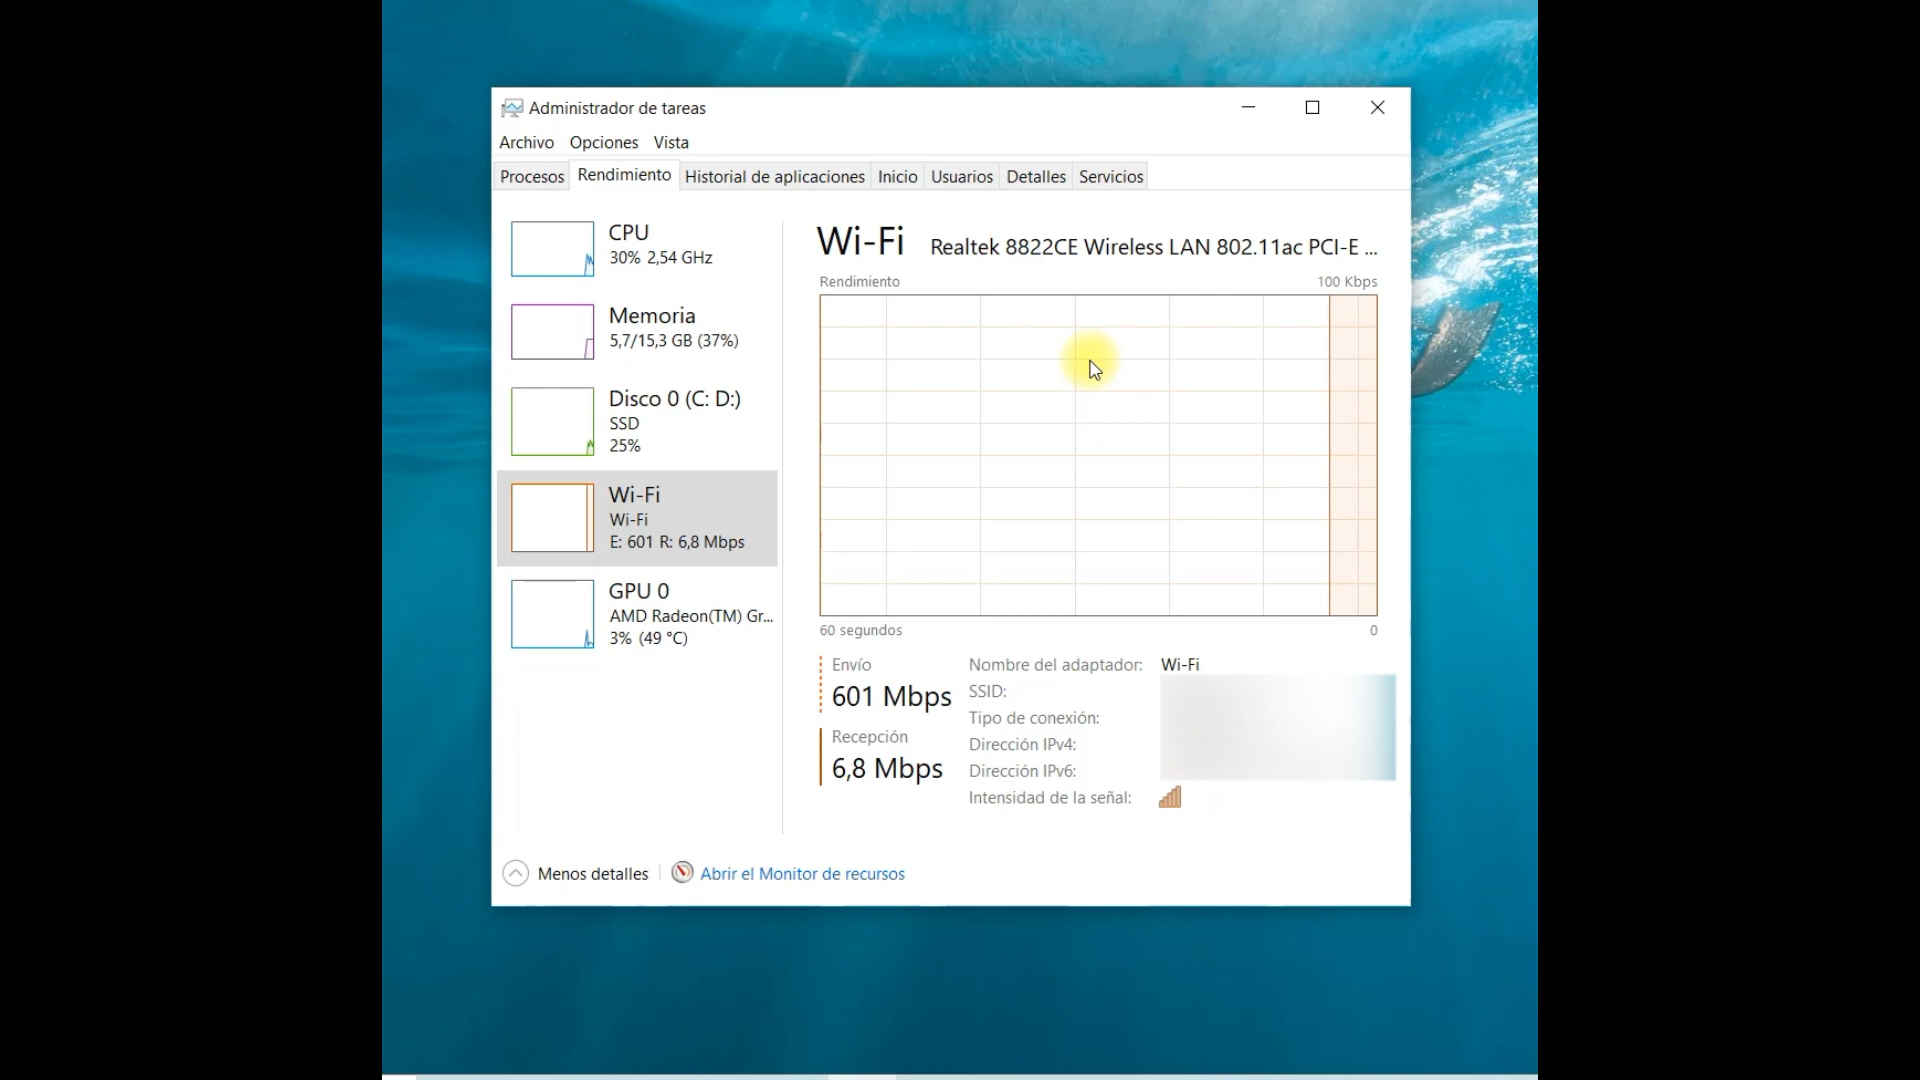 Administrador de tareas
Archivo Opciones Vista
Procesos Rendimiento Historial de aplicaciones Inicio Usuarios Detalles Servicios
CPU
30% 2,54 GHz
Memoria
5,7/15,3 GB (37%)
Disco 0 (C: D:)
SSD
25%
Wi-Fi
Wi-Fi
E: 601 R: 6,8 Mbps
GPU 0
AMD Radeon(TM) Gr...
3% (49 °C)
Wi-Fi Realtek 8822CE Wireless LAN 802.11ac PCI-E ...
Rendimiento 100 Kbps
60 segundos 0
Envío
601 Mbps
Recepción
6,8 Mbps
Nombre del adaptador: Wi-Fi
SSID:
Tipo de conexión:
Dirección IPv4:
Dirección IPv6:
Intensidad de la señal:
Menos detalles Abrir el Monitor de recursos